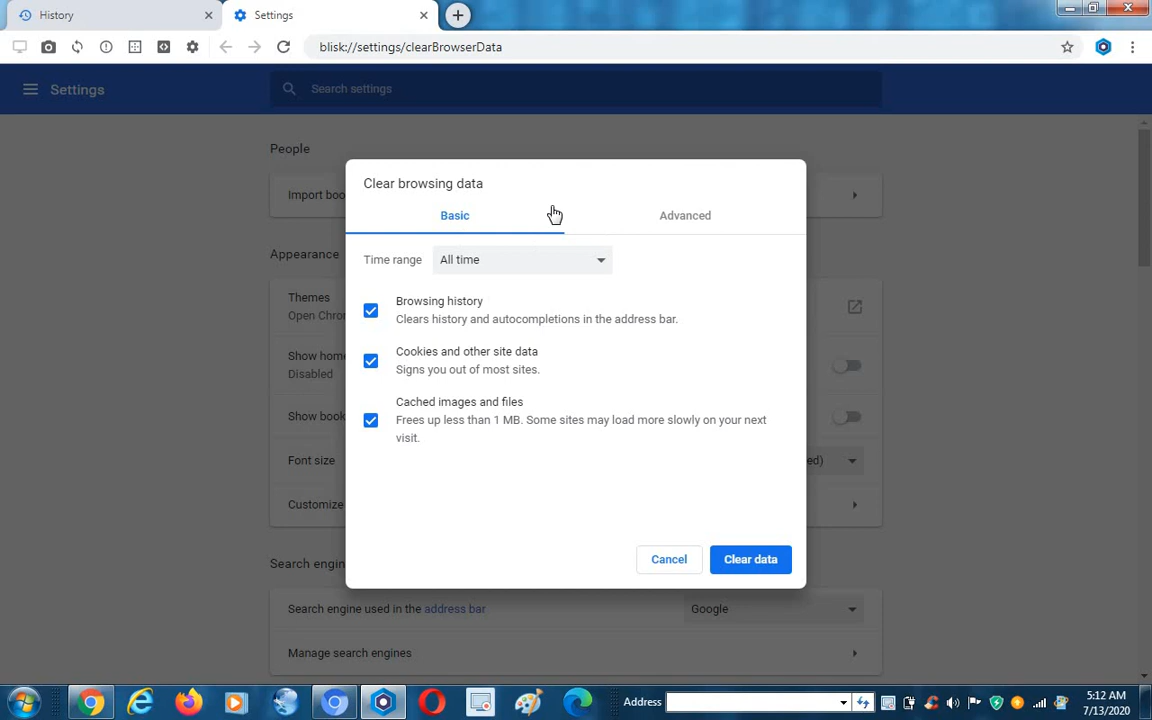 History
Settings
blisk://settings/clearBrowserData
Settings
Search settings
People
Import boo
Appearance
Themes
Open Chror
Show home
Disabled
Show book
Font size
ed)
Customize
Search engin
Search engine used in the address bar
Google
Manage search engines
Clear browsing data
Basic
Advanced
Time range
All time
Browsing history
Clears history and autocompletions in the address bar.
Cookies and other site data
Signs you out of most sites.
Cached images and files
Frees up less than 1 MB. Some sites may load more slowly on your next
visit.
Cancel
Clear data
Address
5:12 AM
7/13/2020